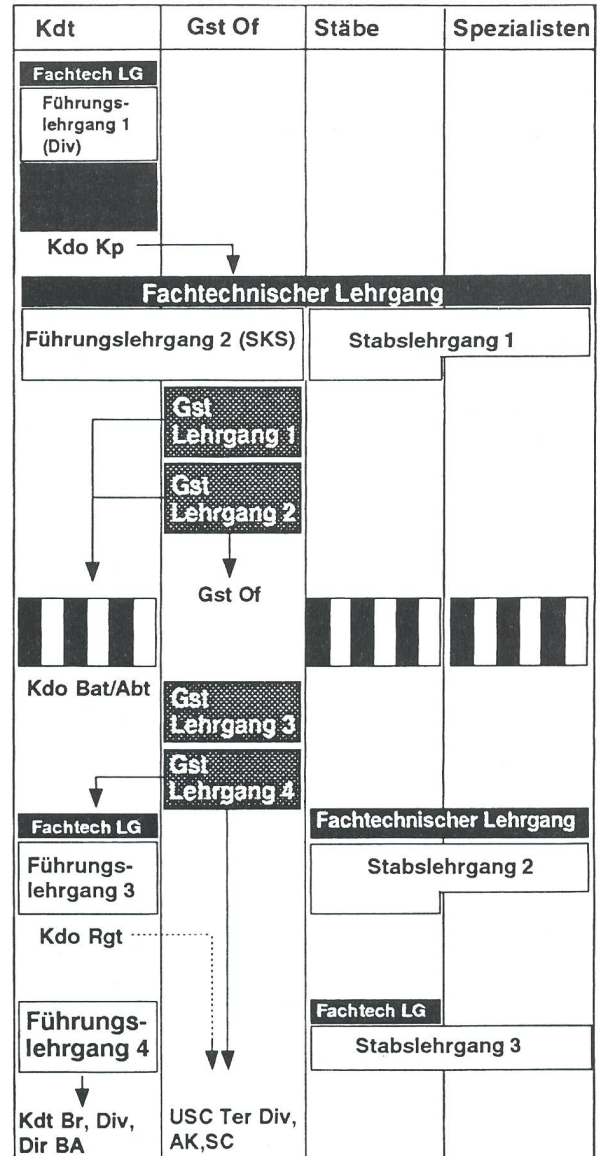 Kdt Gst Of Stäbe Spezialisten
Fachtech LG
Führungs-
lehrgang 1
(Div)
Kdo Kp
Fachtechnischer Lehrgang
Führungslehrgang 2 (SKS) Stabslehrgang 1
Gst
Lehrgang 1
Gst
Lehrgang 2
Gst Of
Kdo Bat/Abt
Gst
Lehrgang 3
Gst
Lehrgang 4
Fachtech LG Fachtechnischer Lehrgang
Führungs-
lehrgang 3
Stabslehrgang 2
Kdo Rgt
Führungs-
lehrgang 4
Fachtech LG
Stabslehrgang 3
Kdt Br, Div,
Dir BA
USC Ter Div,
AK,SC